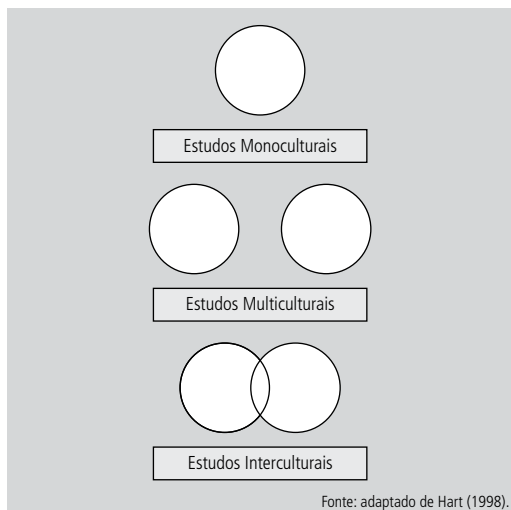 Estudos Monoculturais
Estudos Multiculturais
Estudos Interculturais
Fonte: adaptado de Hart (1998).